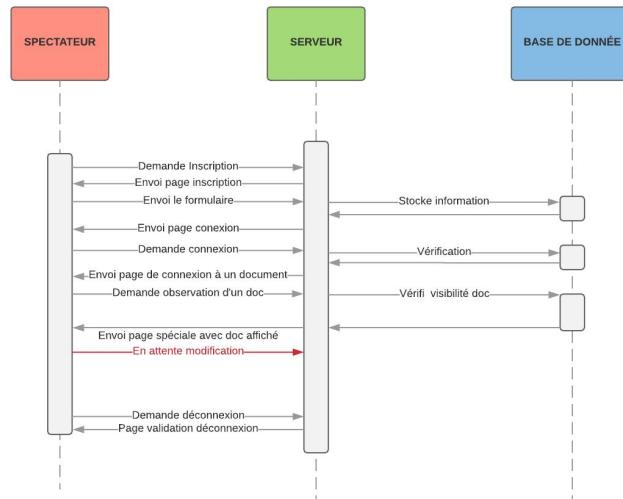 SPECTATEUR
SERVEUR
BASE DE DONNÉE
Demande Inscription
Envoi page inscription
Envoi le formulaire
Stocke information
Envoi page conexion
Demande connexion
Vérification
Envoi page de connexion à un document
Demande observation d'un doc
Vérifi visibilité doc
Envoi page spéciale avec doc affiché
En attente modification
Demande déconnexion
Page validation déconnexion